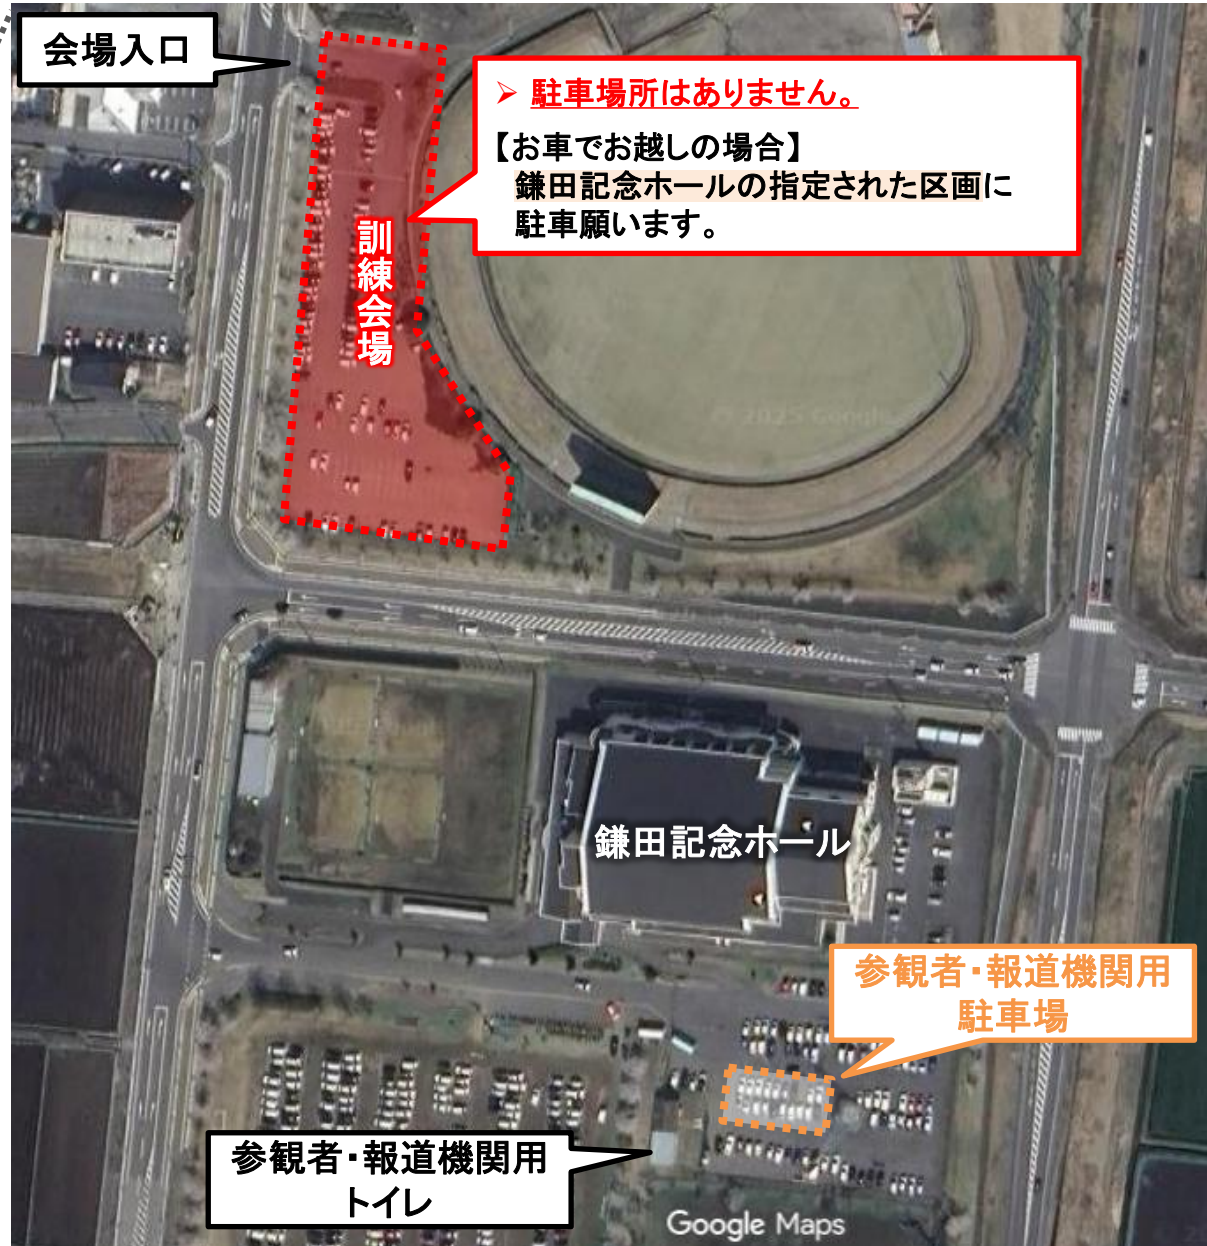 会場入口
➢ 駐車場所はありません。
【お車でお越しの場合】
鎌田記念ホールの指定された区画に
駐車願います。
訓練会場
2025 Google
鎌田記念ホール
参観者・報道機関用
駐車場
参観者・報道機関用
トイレ
Google Maps